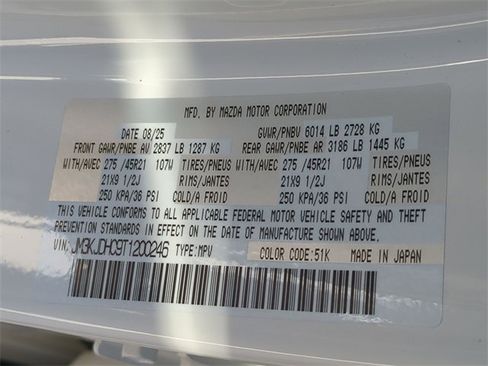 MFD. BY MAZDA MOTOR CORPORATION
DATE 08/25 GVWR/PNBV 6014 LB 2728 KG
FRONT GAWR/PNBE AV 2837 LB 1287 KG REAR GAWR/PNBE AR 3186 LB 1445 KG
WITH/AVEC 275 /45R21 107W TIRES/PNEUS WITH/AVEC 275 /45R21 107W TIRES/PNEUS
21X9 1/2J RIMS/JANTES 21X9 1/2J RIMS/JANTES
250 KPA/36 PSI COLD/A FROID 250 KPA/36 PSI COLD/A FROID
THIS VEHICLE CONFORMS TO ALL APPLICABLE FEDERAL MOTOR VEHICLE SAFETY AND THEFT
PREVENTION STANDARDS IN EFFECT ON THE DATE OF MANUFACTURE SHOWN ABOVE.
VIN: JM3KJDHC9T1200246 TYPE:MPV COLOR CODE:51K MADE IN JAPAN